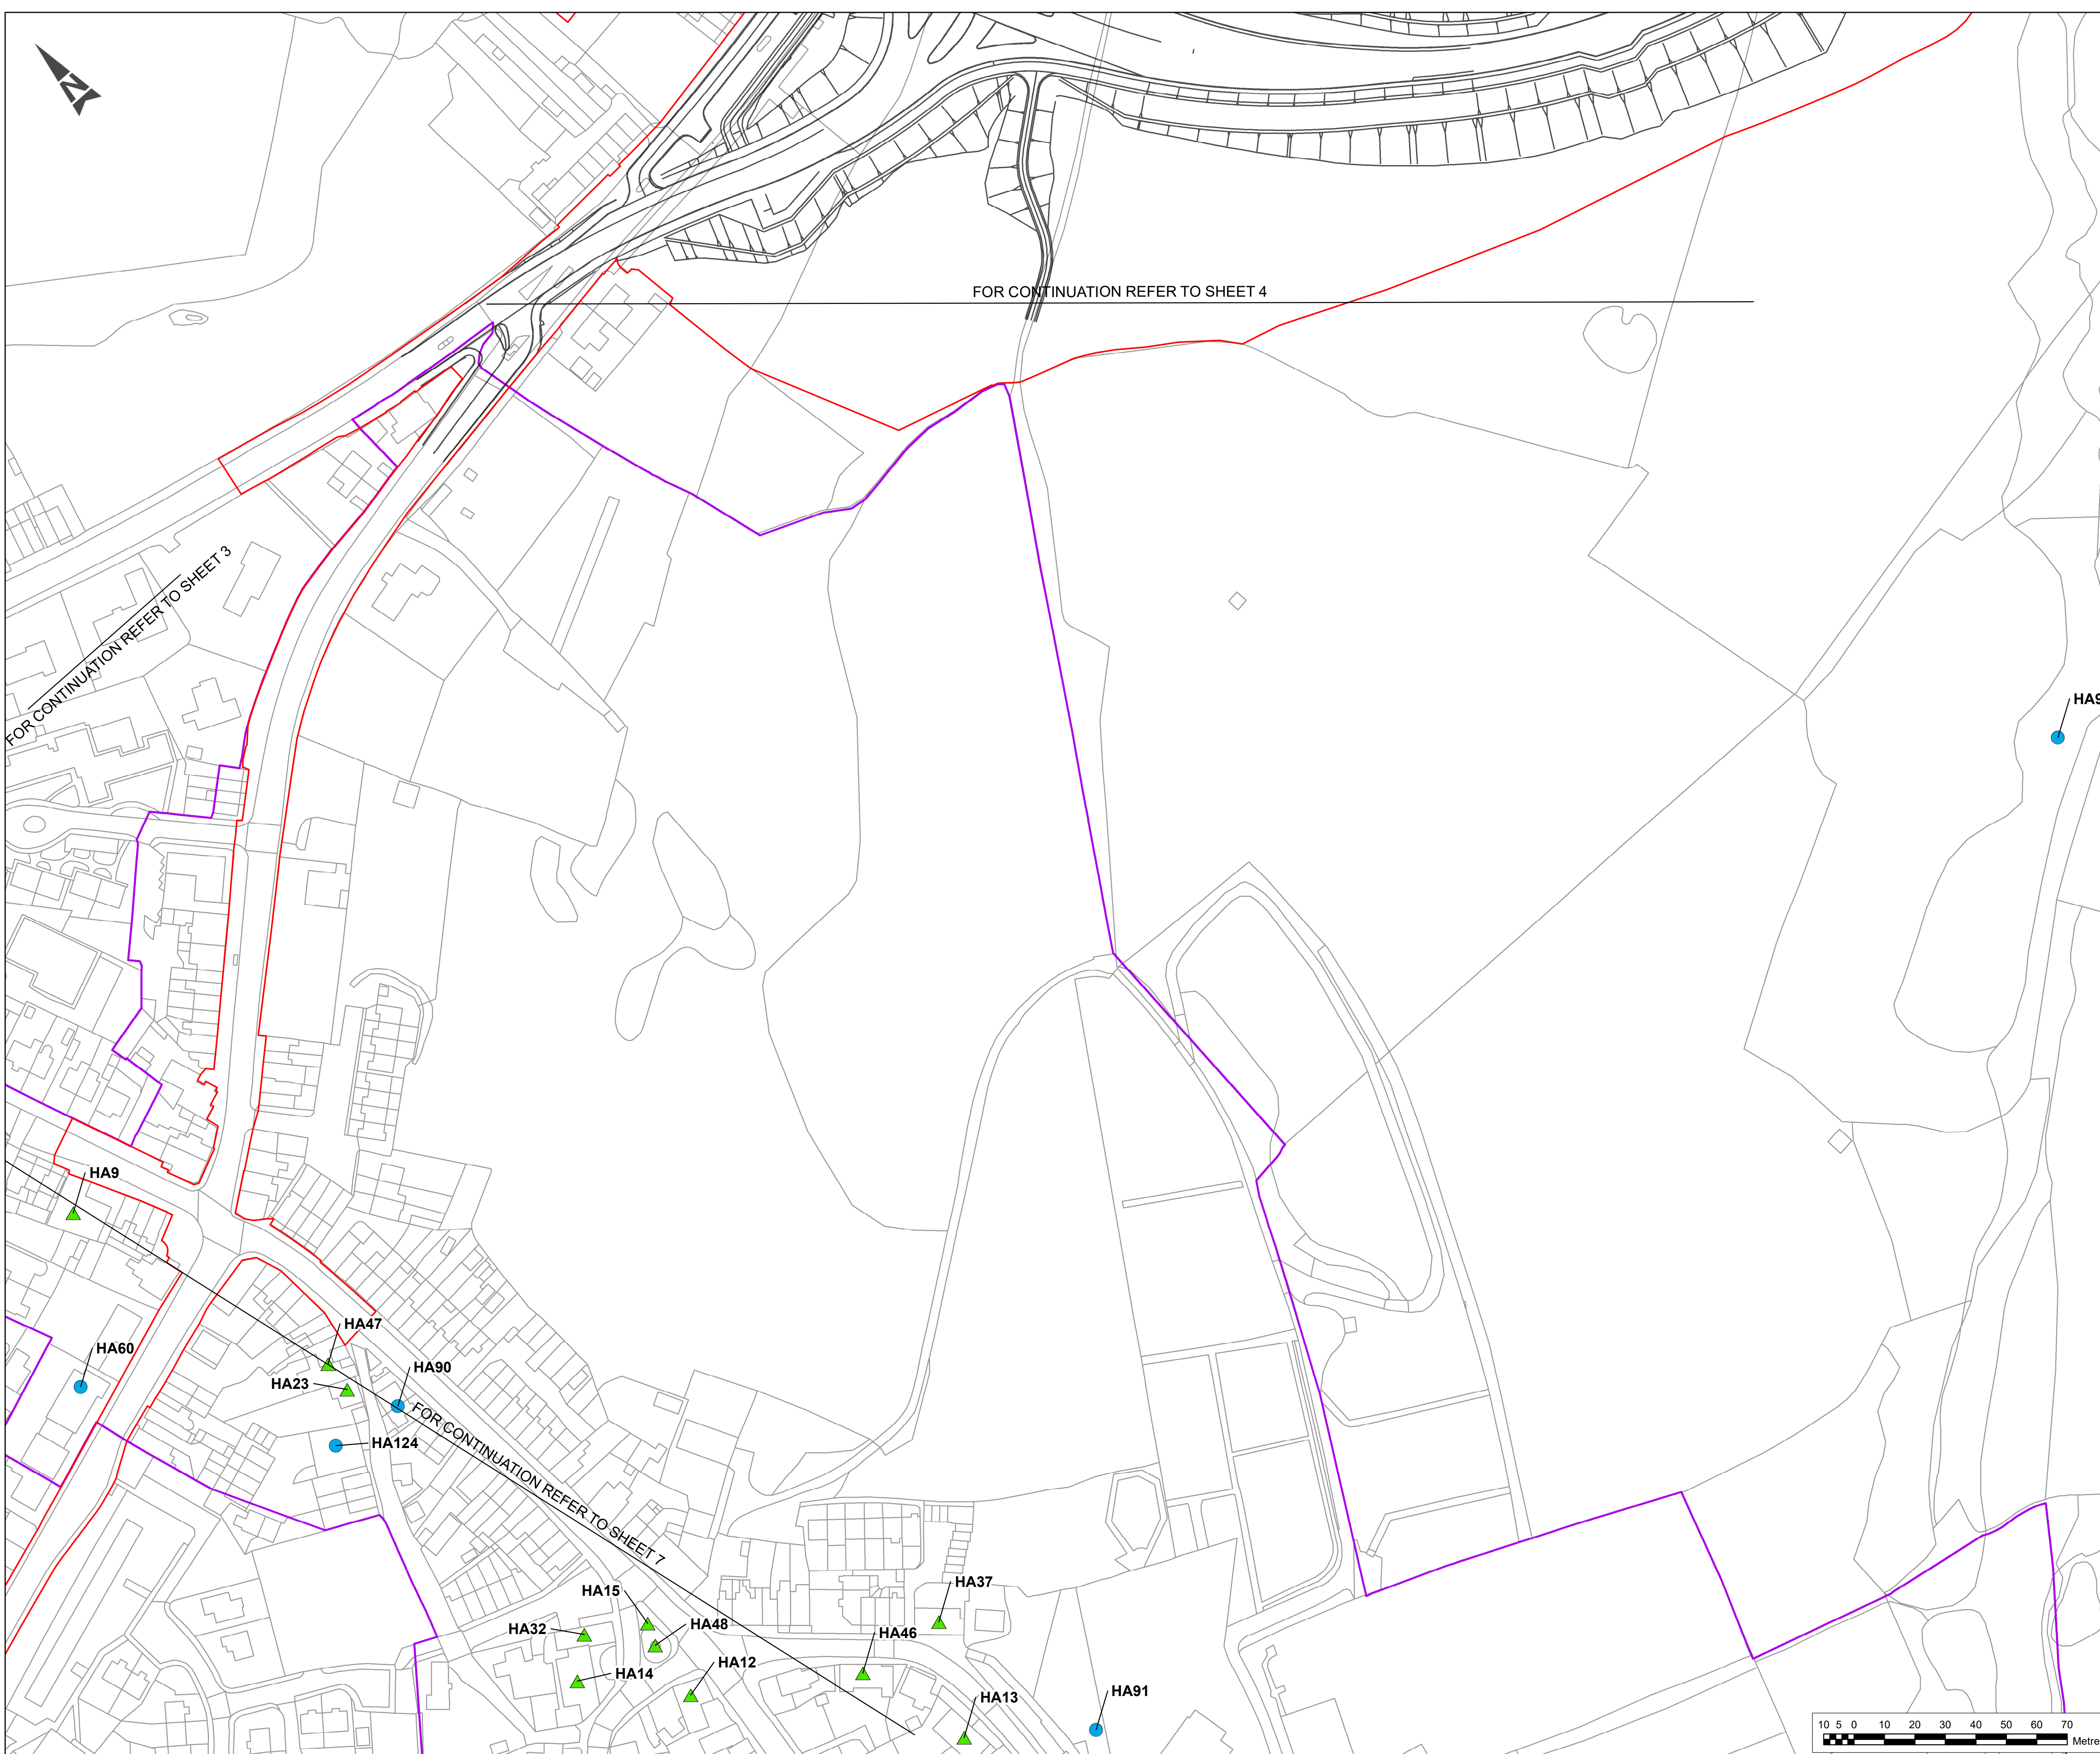 N
FOR CONTINUATION REFER TO SHEET 4
FOR CONTINUATION REFER TO SHEET 3
HA9
HA9
HA47
HA60
HA90
HA23
HA124
FOR CONTINUATION REFER TO SHEET 7
HA15
HA37
HA32
HA48
HA46
HA14
HA12
HA13
HA91
10 5 0 10 20 30 40 50 60 70
Metre